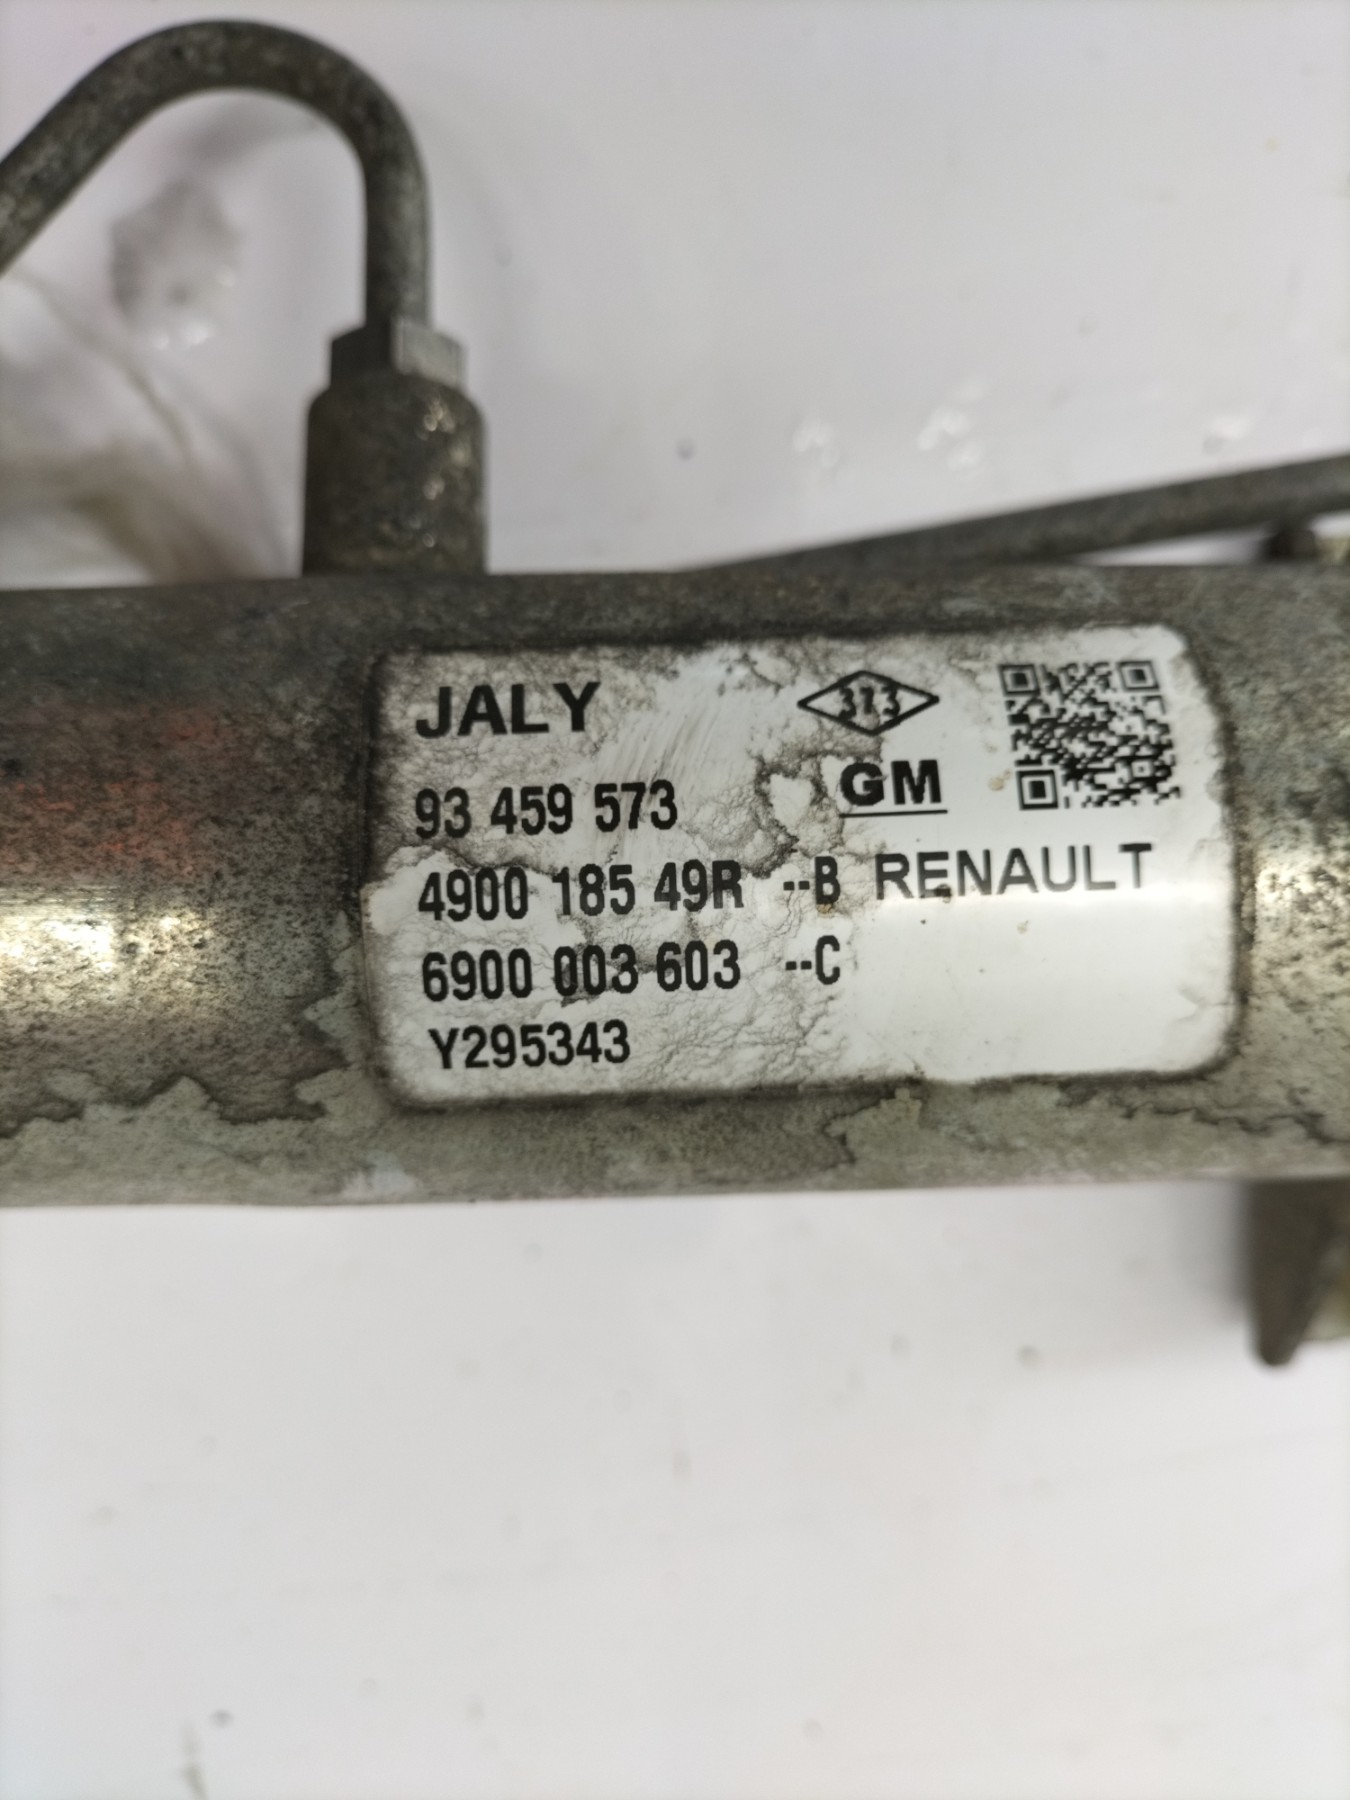 JALY
373
GM
93 459 573
4900 185 49R --B RENAULT
6900 003 603 --C
Y295343